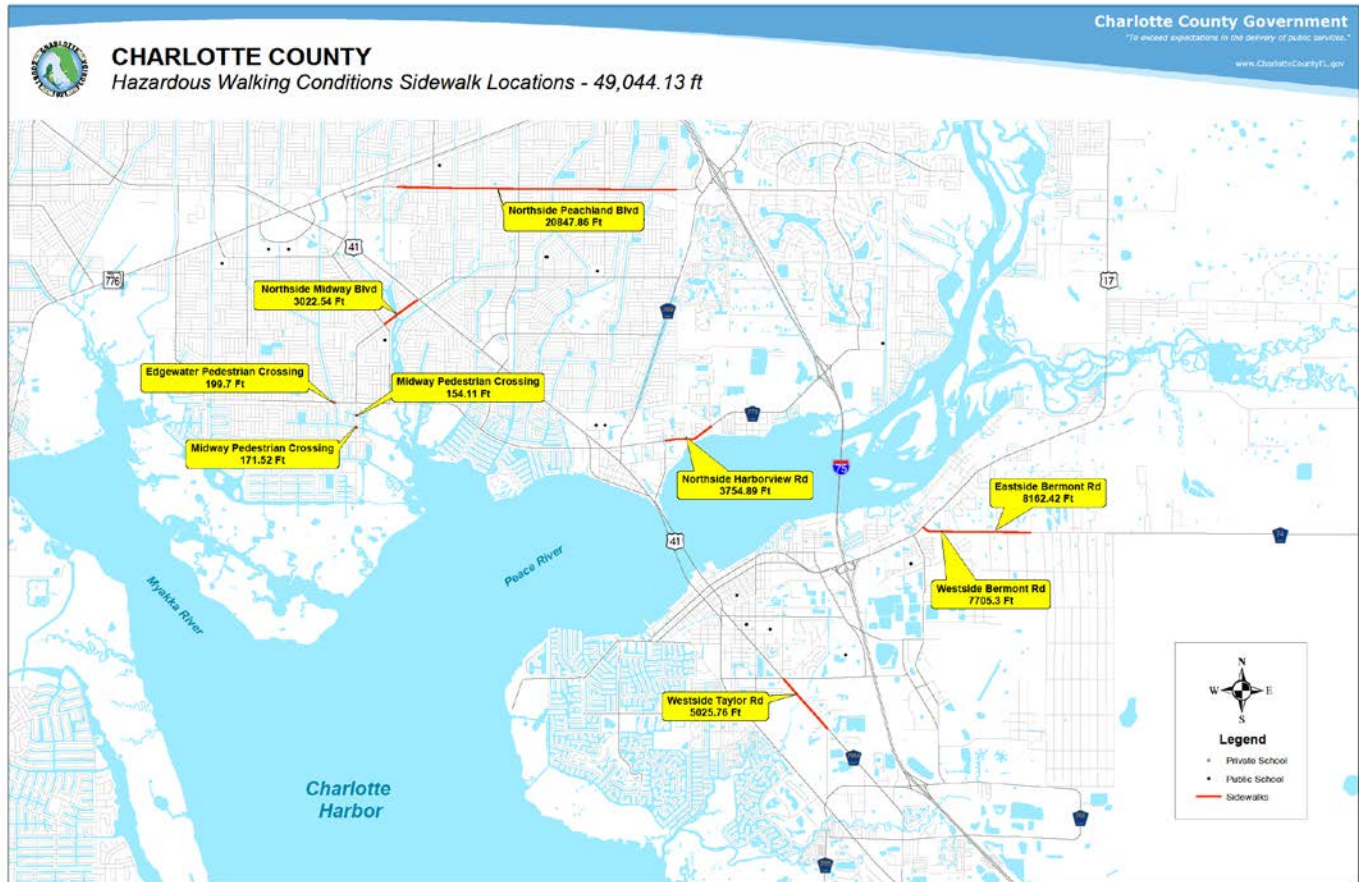 Charlotte County Government
"To exceed expectations in the delivery of public services."
www.CharlotteCountyFL.gov
CHARLOTTE COUNTY
Hazardous Walking Conditions Sidewalk Locations - 49,044.13 ft
Northside Peachland Blvd
20847.86 Ft
41
776
17
Northside Midway Blvd
3022.54 Ft
Edgewater Pedestrian Crossing
199.7 Ft
Midway Pedestrian Crossing
154.11 Ft
Midway Pedestrian Crossing
171.52 Ft
Northside Harborview Rd
3754.89 Ft
75
Eastside Bermont Rd
8162.42 Ft
74
41
Peace River
Myakka River
Westside Bermont Rd
7705.3 Ft
Westside Taylor Rd
5025.76 Ft
Charlotte
Harbor
N
W
E
S
Legend
Private School
Public School
Sidewalks